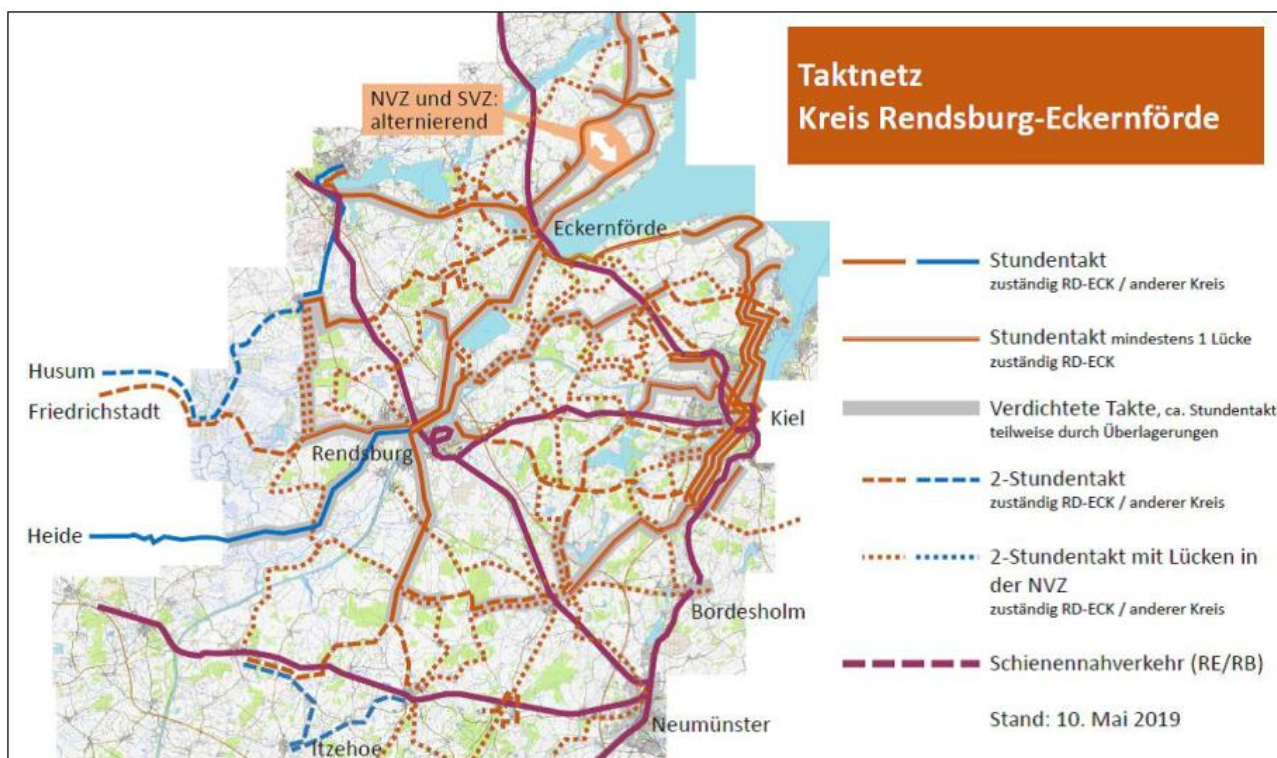 Taktnetz
Kreis Rendsburg-Eckernförde
NVZ und SVZ:
alternierend
Eckernförde
Husum
Friedrichstadt
Rendsburg
Kiel
Heide
Bordesholm
Neumünster
Itzehoe
Stundentakt
zuständig RD-ECK / anderer Kreis
Stundentakt mindestens 1 Lücke
zuständig RD-ECK
Verdichtete Takte, ca. Stundentakt
teilweise durch Überlagerungen
2-Stundentakt
zuständig RD-ECK / anderer Kreis
2-Stundentakt mit Lücken in
der NVZ
zuständig RD-ECK / anderer Kreis
Schienennahverkehr (RE/RB)
Stand: 10. Mai 2019